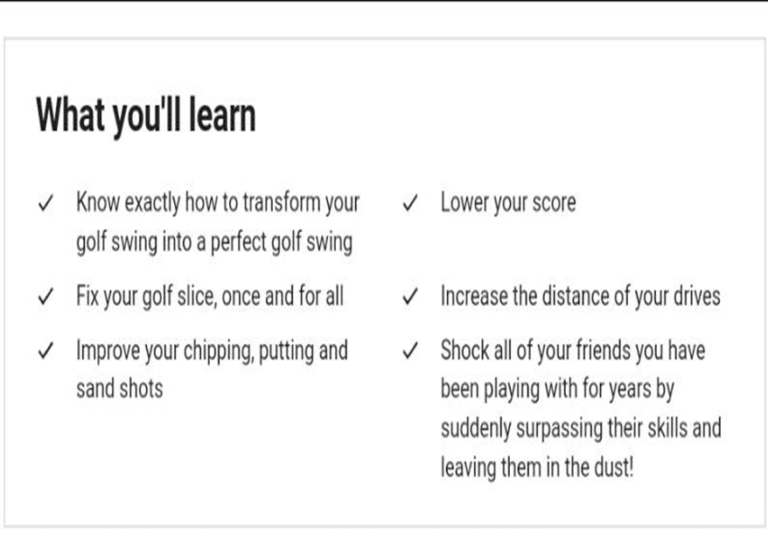 What you'll learn
Know exactly how to transform your
golf swing into a perfect golf swing
Lower your score
Fix your golf slice, once and for all
Increase the distance of your drives
Improve your chipping, putting and
sand shots
Shock all of your friends you have
been playing with for years by
suddenly surpassing their skills and
leaving them in the dust!